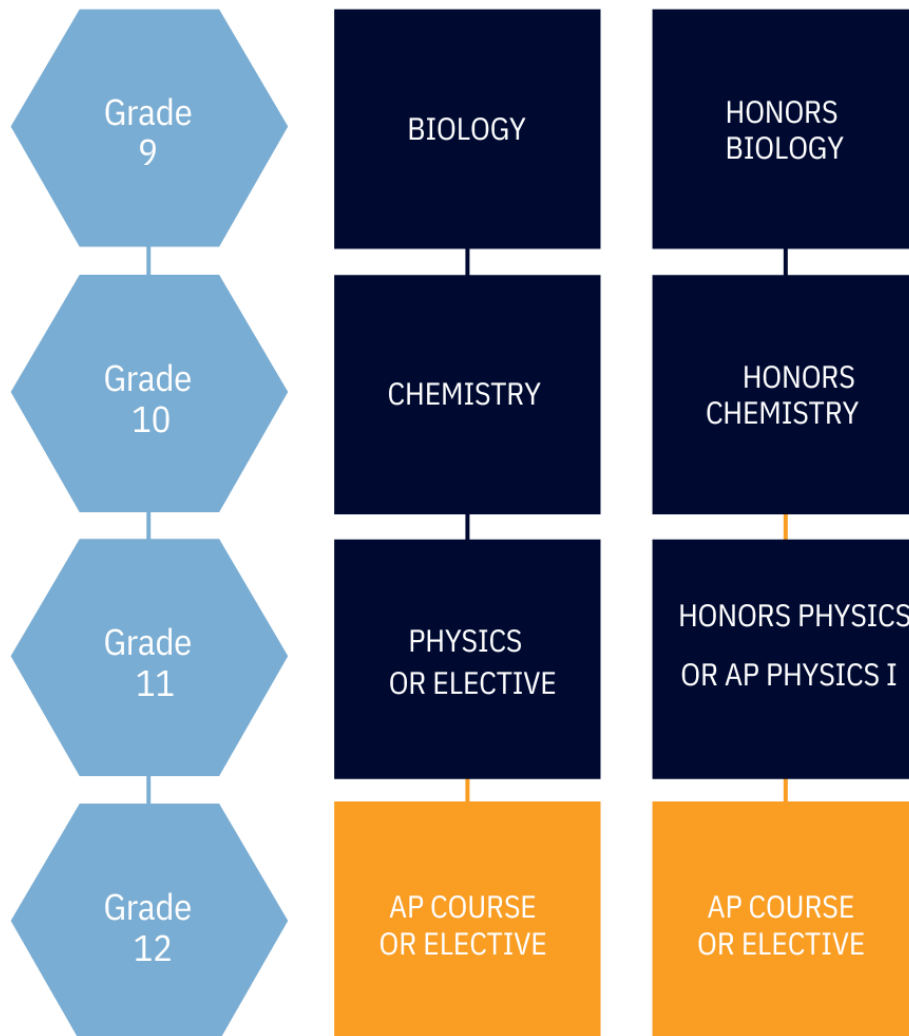 Grade
9
BIOLOGY
HONORS
BIOLOGY
Grade
10
CHEMISTRY
HONORS
CHEMISTRY
Grade
11
PHYSICS
OR ELECTIVE
HONORS PHYSICS
OR AP PHYSICS I
Grade
12
AP COURSE
OR ELECTIVE
AP COURSE
OR ELECTIVE